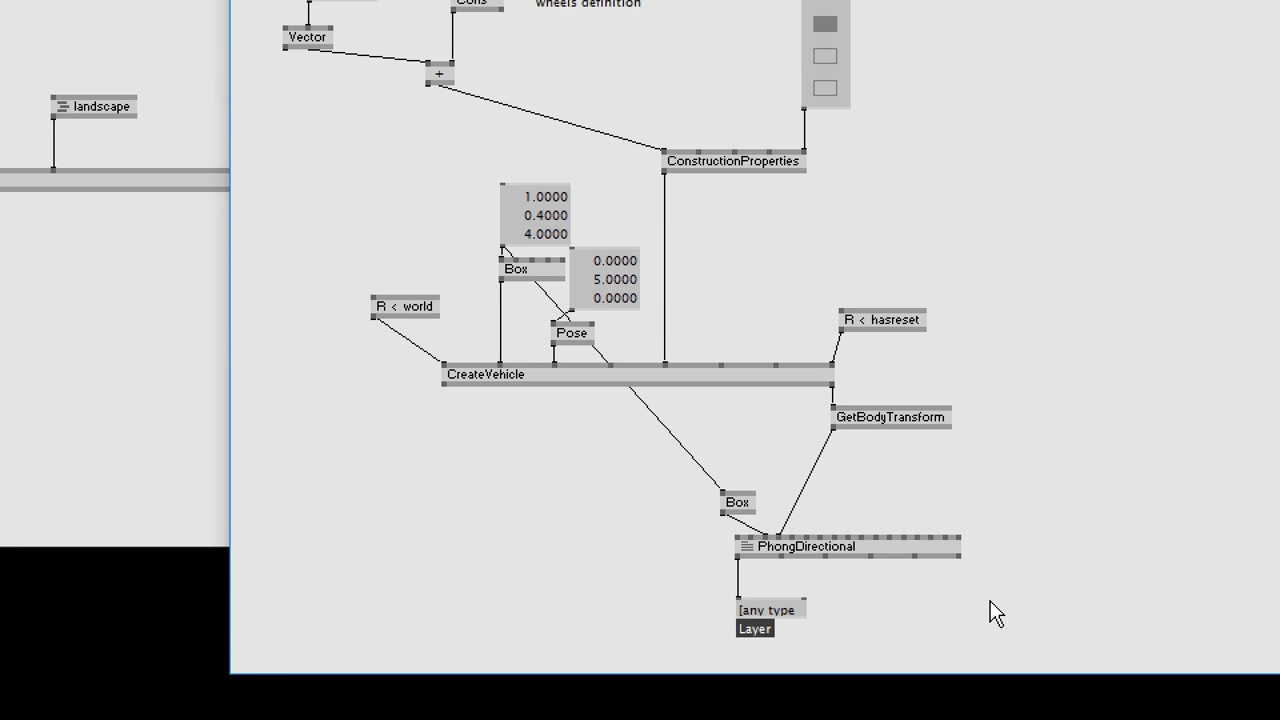 Cons
wheels definition
Vector
+
landscape
ConstructionProperties
1.0000
0.4000
4.0000
Box
0.0000
5.0000
0.0000
R < world
R < hasreset
Pose
CreateVehicle
GetBodyTransform
Box
PhongDirectional
[any type
Layer